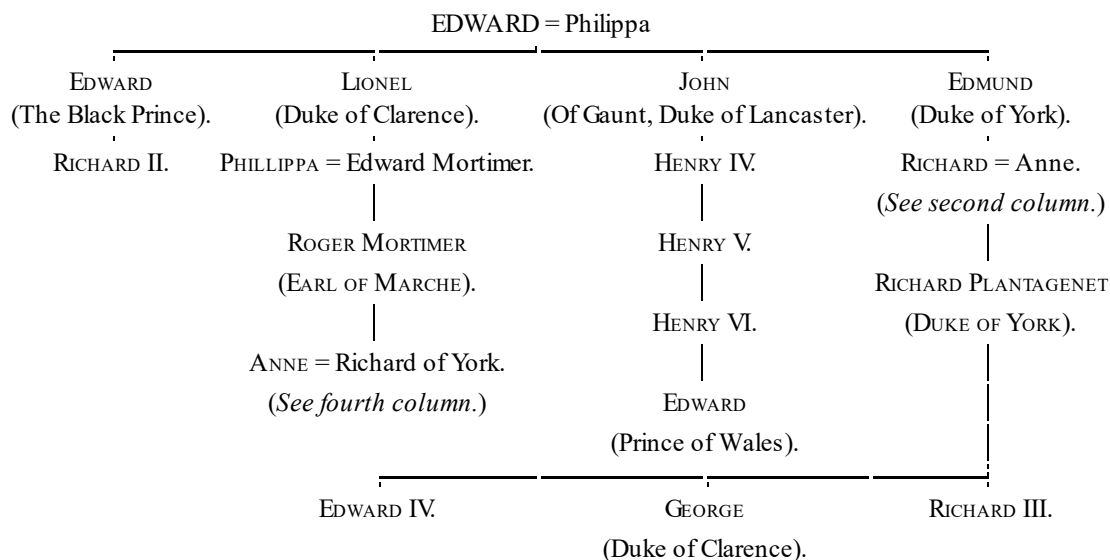 EDWARD = Philippa
EDWARD LIONEL JOHN EDMUND
(The Black Prince). (Duke of Clarence). (Of Gaunt, Duke of Lancaster). (Duke of York).
RICHARD II. PHILLIPPA = Edward Mortimer. HENRY IV. RICHARD = Anne.
(See second column.)
ROGER MORTIMER HENRY V. RICHARD PLANTAGENET
(EARL OF MARCHE). (DUKE OF YORK).
HENRY VI.
ANNE = Richard of York.
(See fourth column.) EDWARD
(Prince of Wales).
EDWARD IV. GEORGE RICHARD III.
(Duke of Clarence).